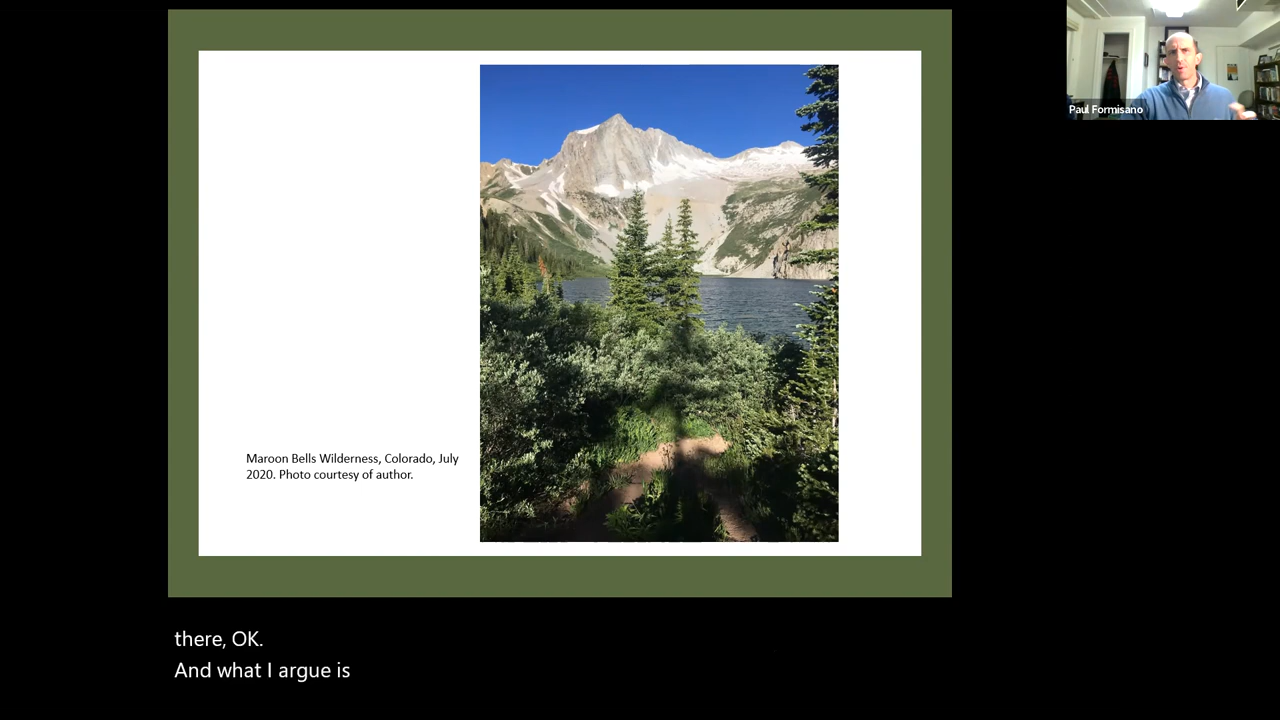 Paul Formisano
Maroon Bells Wilderness, Colorado, July
2020. Photo courtesy of author.
there, OK.
And what I argue is